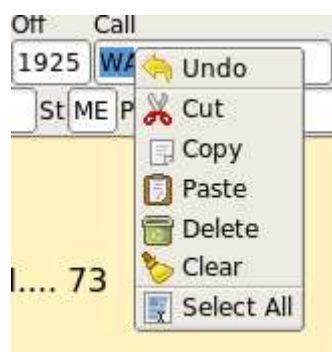 Off Call
1925 WA Undo
St ME P Cut
Copy
Paste
Delete
.... 73 Clear
Select All